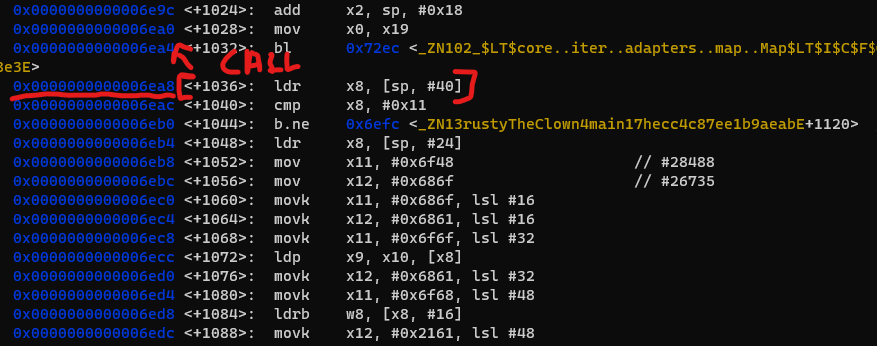 0x0000000000006e9c <+1024>: add x2, sp, #0x18
0x0000000000006ea0 <+1028>: mov x0, x19
0x0000000000006ea4 <+1032>: bl 0x72ec <_ZN102_$LT$core..iter..adapters..map..Map$LT$I$C$F$
CALL
3e3E>
0x0000000000006ea8 <+1036>: ldr x8, [sp, #40]
0x0000000000006eac <+1040>: cmp x8, #0x11
0x0000000000006eb0 <+1044>: b.ne 0x6efc <_ZN13rustyTheClown4main17hecc4c87ee1b9aeabE+1120>
0x0000000000006eb4 <+1048>: ldr x8, [sp, #24]
0x0000000000006eb8 <+1052>: mov x11, #0x6f48 // #28488
0x0000000000006ebc <+1056>: mov x12, #0x686f // #26735
0x0000000000006ec0 <+1060>: movk x11, #0x686f, lsl #16
0x0000000000006ec4 <+1064>: movk x12, #0x6861, lsl #16
0x0000000000006ec8 <+1068>: movk x11, #0x6f6f, lsl #32
0x0000000000006ecc <+1072>: ldp x9, x10, [x8]
0x0000000000006ed0 <+1076>: movk x12, #0x6861, lsl #32
0x0000000000006ed4 <+1080>: movk x11, #0x6f68, lsl #48
0x0000000000006ed8 <+1084>: ldrb w8, [x8, #16]
0x0000000000006edc <+1088>: movk x12, #0x2161, lsl #48